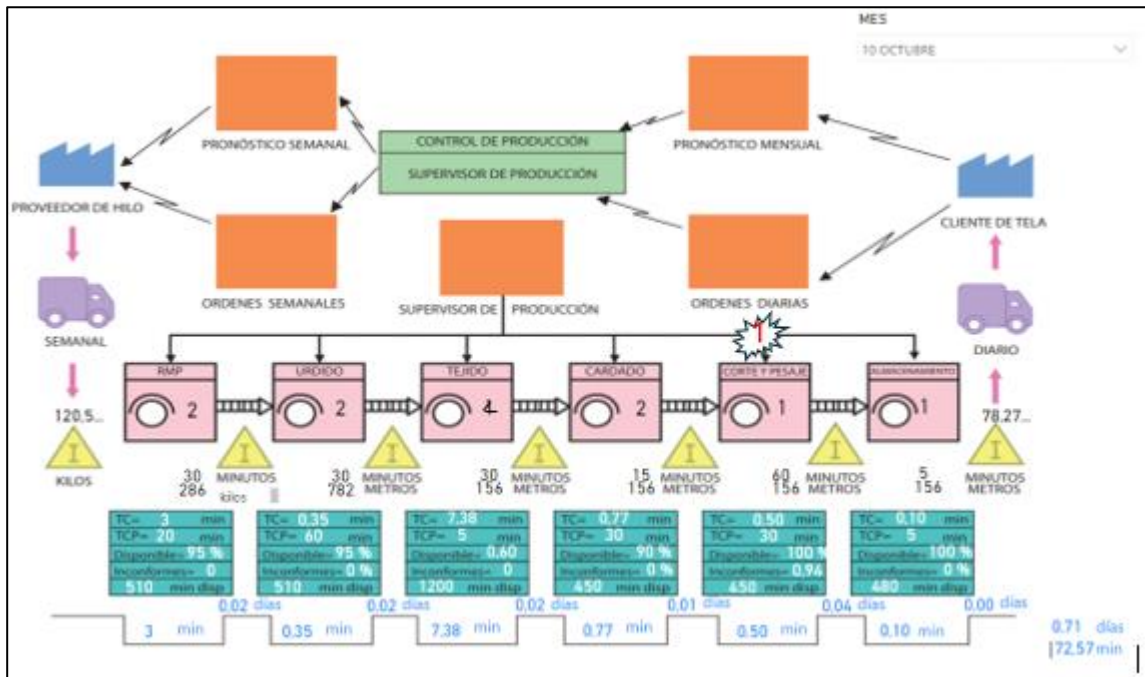 MES
10 OCTUBRE
PRONÓSTICO SEMANAL
CONTROL DE PRODUCCIÓN
SUPERVISOR DE PRODUCCIÓN
PRONÓSTICO MENSUAL
PROVEEDOR DE HILO
CLIENTE DE TELA
ORDENES SEMANALES
SUPERVISOR DE PRODUCCIÓN
ORDENES DIARIAS
SEMANAL
DIARIO
1
RMP
URDIDO
TEJIDO
CARDADO
CORTE Y PESAJE
ALMACENAMIENTO
2
2
4
2
1
1
120,5...
78.27...
I
I
I
I
I
I
I
KILOS
30 MINUTOS
286 kilos
30 MINUTOS
782 METROS
30 MINUTOS
156 METROS
15 MINUTOS
156 METROS
60 MINUTOS
156 METROS
5 MINUTOS
156 METROS
TC= 3 min
TCP= 20 min
Disponible= 95 %
Inconformes= 0
510 min disp
TC= 0,35 min
TCP= 60 min
Disponible= 95 %
Inconformes= 0 %
510 min disp
TC= 7,38 min
TCP= 5 min
Disponible= 0,60
Inconformes= 0
1200 min disp
TC= 0,77 min
TCP= 30 min
Disponible= 90 %
Inconformes= 0 %
450 min disp
TC= 0,50 min
TCP= 30 min
Disponible= 100 %
Inconformes= 0,94
450 min disp
TC= 0,10 min
TCP= 5 min
Disponible= 100 %
Inconformes= 0 %
480 min disp
0,02 días
0,02 días
0,02 días
0,01 días
0,04 días
0,00 días
3 min
0,35 min
7,38 min
0,77 min
0,50 min
0,10 min
0,71 días
72,57 min